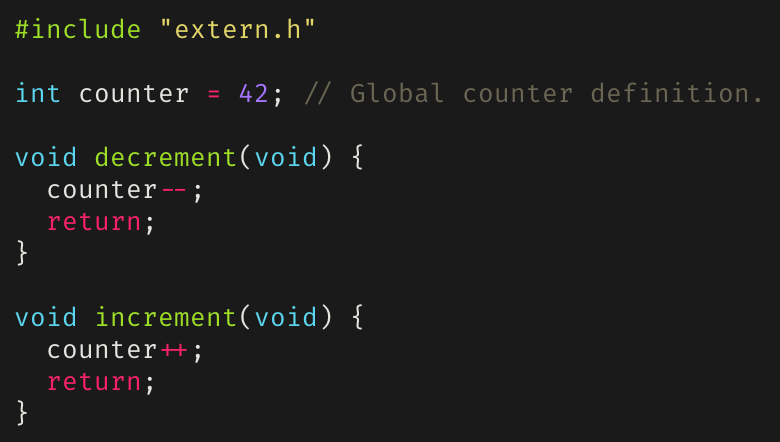 #include "extern.h"
int counter = 42; // Global counter definition.
void decrement(void) {
  counter--;
  return;
}
void increment(void) {
  counter++;
  return;
}